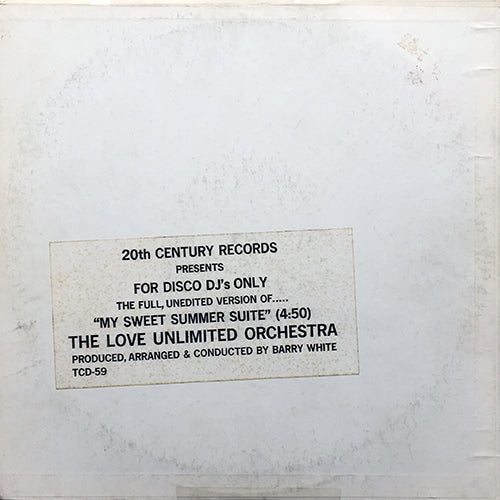 20th CENTURY RECORDS
PRESENTS
FOR DISCO DJ's ONLY
THE FULL, UNEDITED VERSION OF.....
"MY SWEET SUMMER SUITE" (4:50)
THE LOVE UNLIMITED ORCHESTRA
PRODUCED, ARRANGED & CONDUCTED BY BARRY WHITE
TCD-59